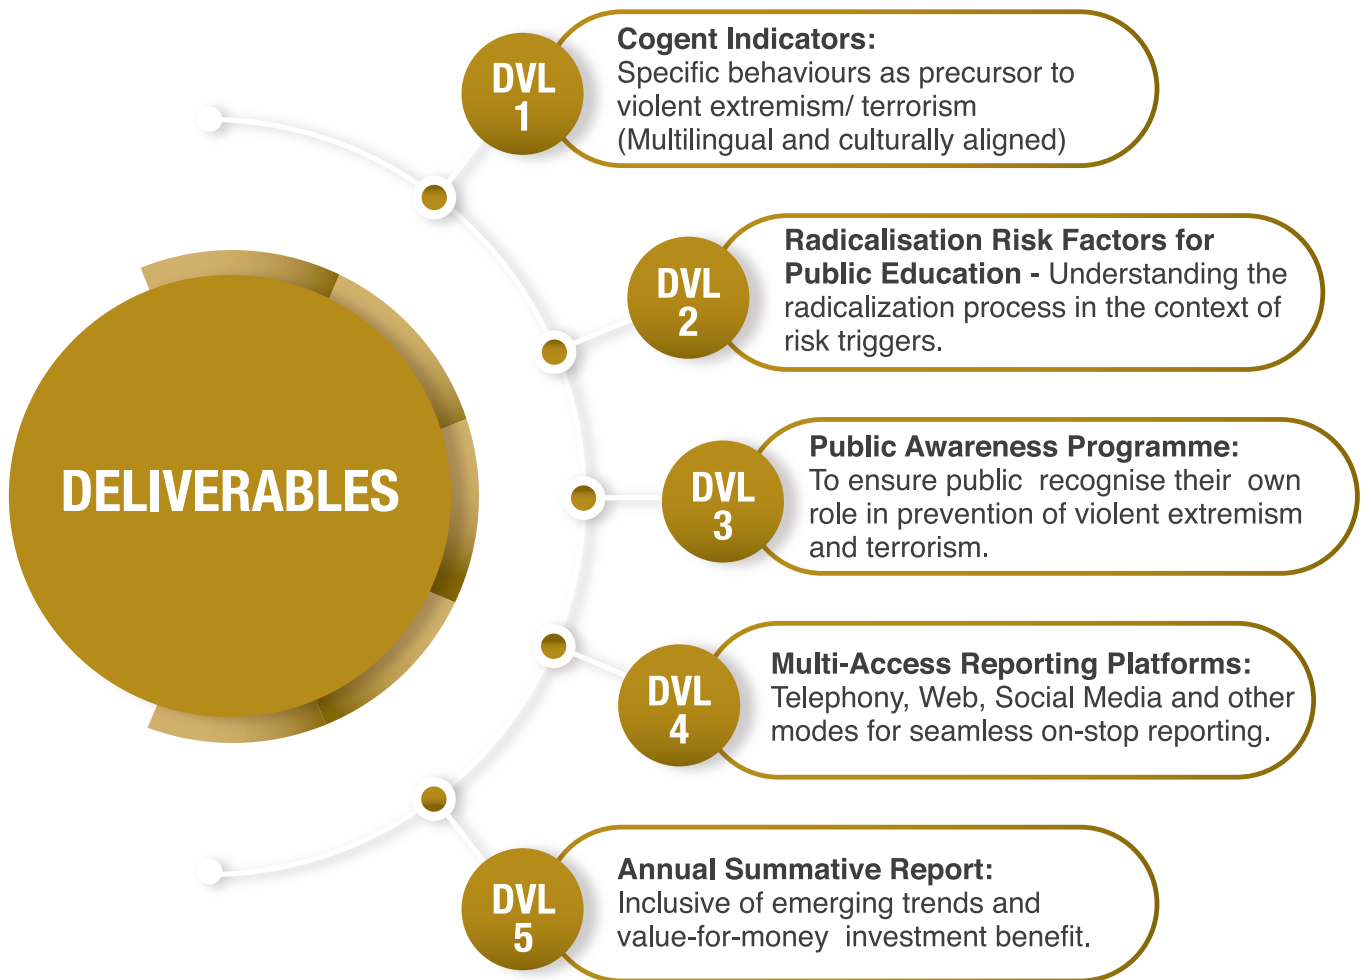 DELIVERABLES
DVL
1
Cogent Indicators:
Specific behaviours as precursor to
violent extremism/ terrorism
(Multilingual and culturally aligned)
DVL
2
Radicalisation Risk Factors for
Public Education - Understanding the
radicalization process in the context of
risk triggers.
DVL
3
Public Awareness Programme:
To ensure public recognise their own
role in prevention of violent extremism
and terrorism.
DVL
4
Multi-Access Reporting Platforms:
Telephony, Web, Social Media and other
modes for seamless on-stop reporting.
DVL
5
Annual Summative Report:
Inclusive of emerging trends and
value-for-money investment benefit.